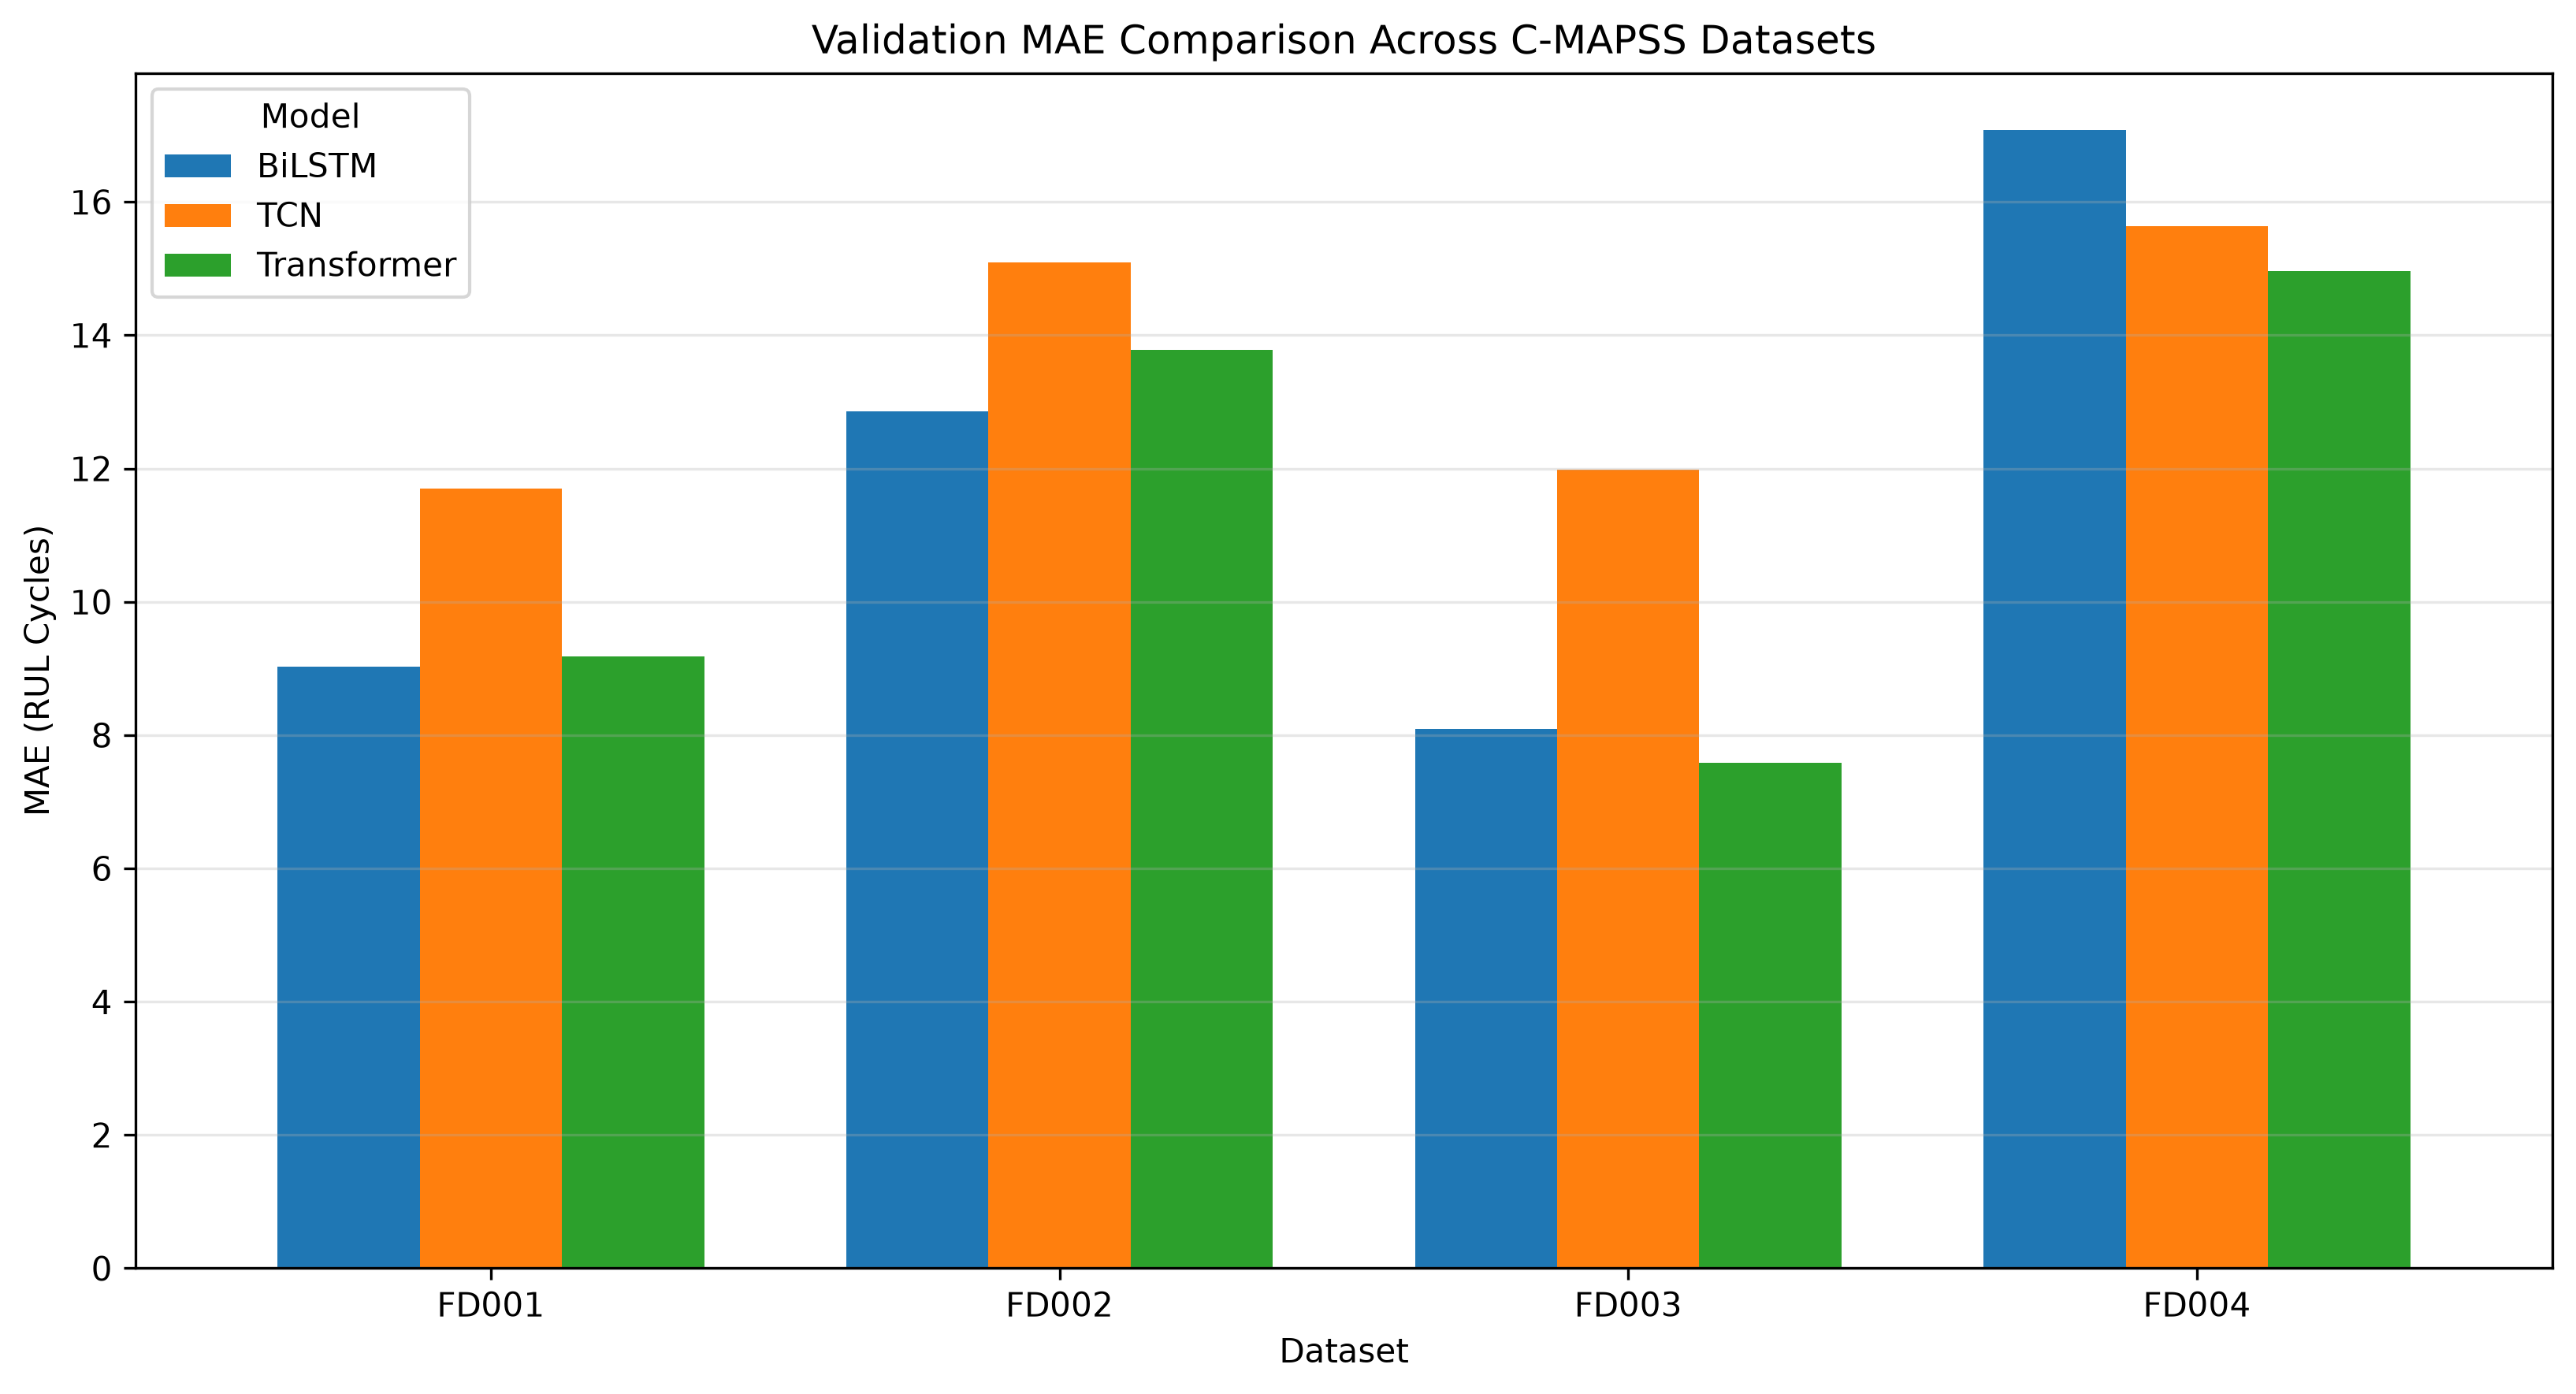 Validation MAE Comparison Across C-MAPSS Datasets
Model
BiLSTM
TCN
Transformer
16
14
12
10
8
6
4
2
0
MAE (RUL Cycles)
FD001
FD002
FD003
FD004
Dataset